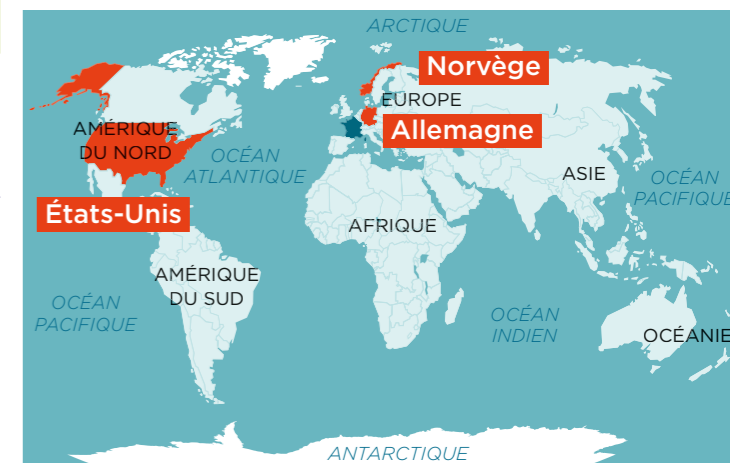 ARCTIQUE
Norvège
EUROPE
Allemagne
AMÉRIQUE
DU NORD
OCÉAN
ATLANTIQUE
ASIE
OCÉAN
PACIFIQUE
États-Unis
AFRIQUE
AMÉRIQUE
DU SUD
OCÉAN
PACIFIQUE
OCÉAN
INDIEN
OCÉANIE
ANTARCTIQUE